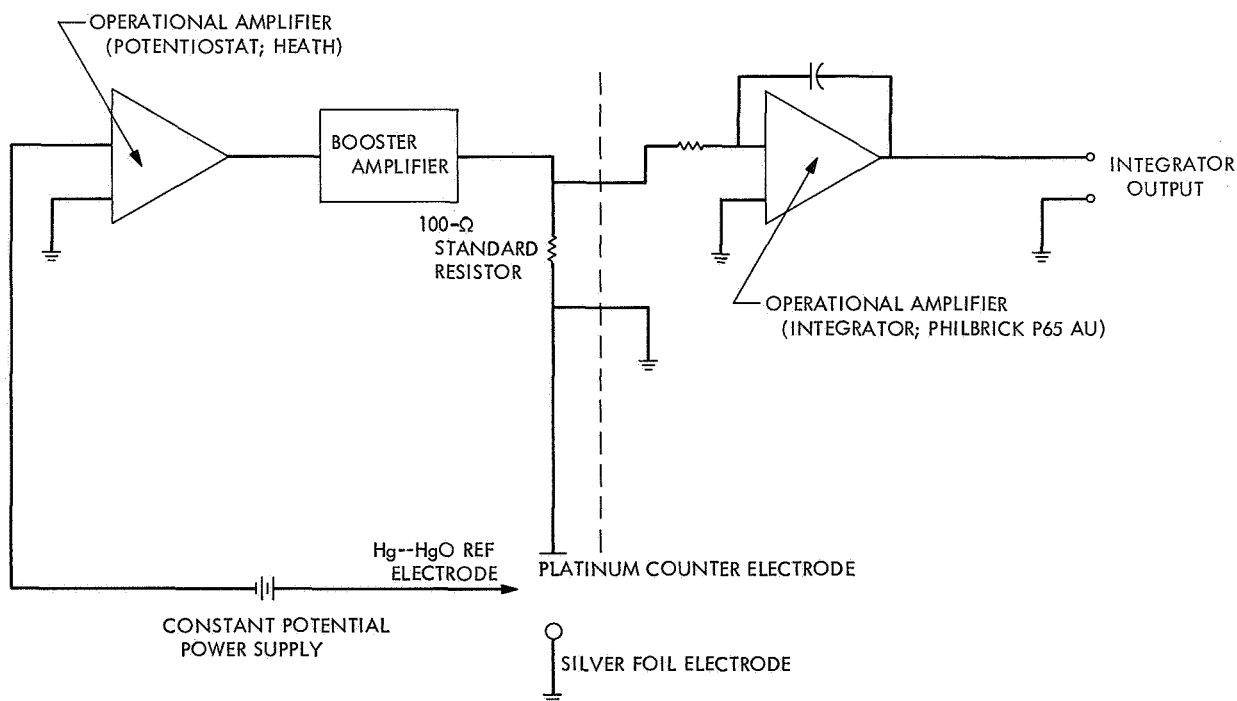 OPERATIONAL AMPLIFIER
(POTENTIOSTAT; HEATH)
BOOSTER
AMPLIFIER
100-Ω
STANDARD
RESISTOR
INTEGRATOR
OUTPUT
OPERATIONAL AMPLIFIER
(INTEGRATOR; PHILBRICK P65 AU)
Hg--HgO REF
ELECTRODE
PLATINUM COUNTER ELECTRODE
CONSTANT POTENTIAL
POWER SUPPLY
SILVER FOIL ELECTRODE